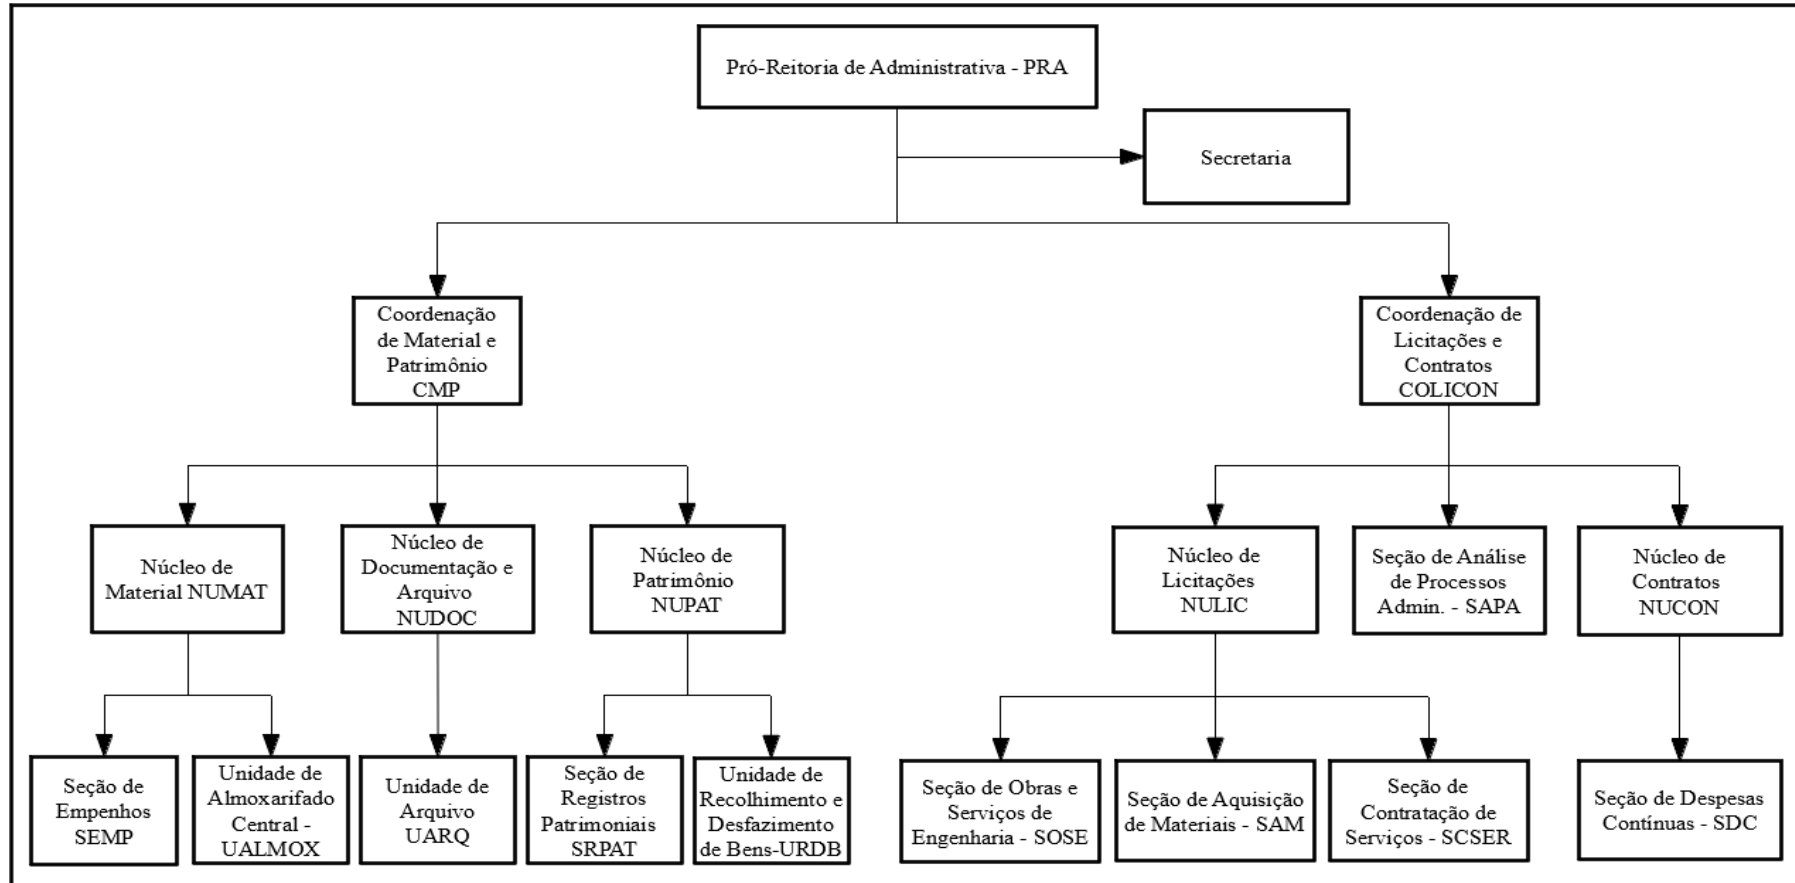 Pró-Reitoria de Administrativa - PRA
Secretaria
Coordenação
de Material e
Patrimônio
CMP
Coordenação de
Licitações e
Contratos
COLICON
Núcleo de
Material NUMAT
Núcleo de
Documentação e
Arquivo
NUDOC
Núcleo de
Patrimônio
NUPAT
Núcleo de
Licitações
NULIC
Seção de Análise
de Processos
Admin. - SAPA
Núcleo de
Contratos
NUCON
Seção de
Empenhos
SEMP
Unidade de
Almoxarifado
Central -
UALMOX
Unidade de
Arquivo
UARQ
Seção de
Registros
Patrimoniais
SRPAT
Unidade de
Recolhimento e
Desfazimento
de Bens-URDB
Seção de Obras e
Serviços de
Engenharia - SOSE
Seção de Aquisição
de Materiais - SAM
Seção de
Contratação de
Serviços - SCSER
Seção de Despesas
Contínuas - SDC